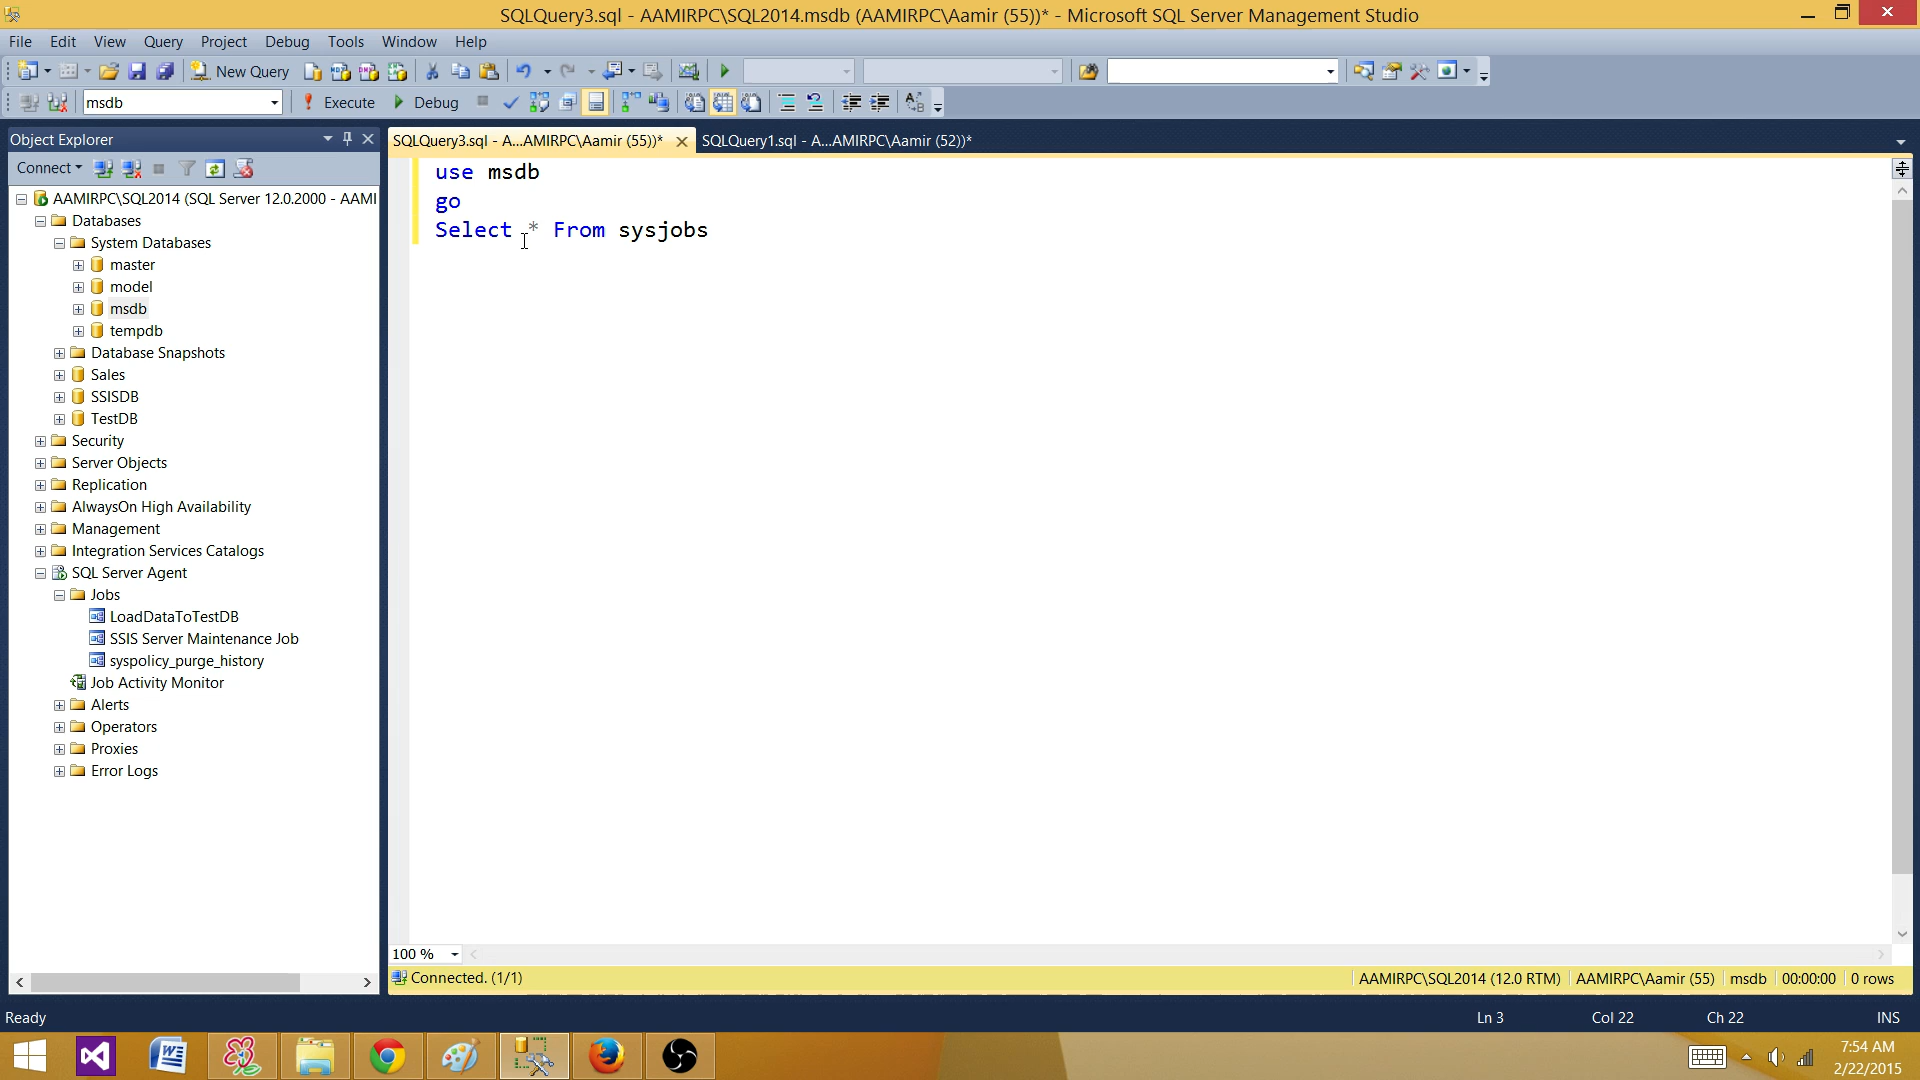 SQLQuery3.sql - AAMIRPC\SQL2014.msdb (AAMIRPC\Aamir (55))* - Microsoft SQL Server Management Studio
File Edit View Query Project Debug Tools Window Help
New Query
msdb Execute Debug
Object Explorer
SQLQuery3.sql - A...AMIRPC\Aamir (55))* SQLQuery1.sql - A...AMIRPC\Aamir (52))*
Connect
AAMIRPC\SQL2014 (SQL Server 12.0.2000 - AAMI
Databases
System Databases
master
model
msdb
tempdb
Database Snapshots
Sales
SSISDB
TestDB
Security
Server Objects
Replication
AlwaysOn High Availability
Management
Integration Services Catalogs
SQL Server Agent
Jobs
LoadDataToTestDB
SSIS Server Maintenance Job
syspolicy_purge_history
Job Activity Monitor
Alerts
Operators
Proxies
Error Logs
use msdb
go
Select * From sysjobs
100 %
Connected. (1/1) AAMIRPC\SQL2014 (12.0 RTM) AAMIRPC\Aamir (55) msdb 00:00:00 0 rows
Ready Ln 3 Col 22 Ch 22 INS
7:54 AM
2/22/2015